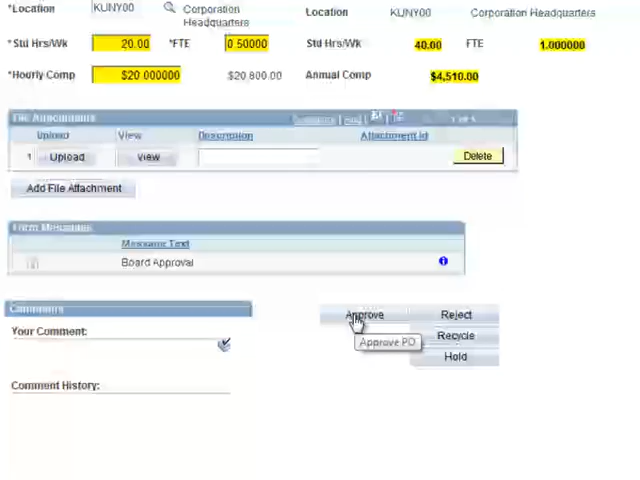 *Location KUNY00 Corporation Headquarters Location KUNY00 Corporation Headquarters
*Std Hrs/Wk 20.00 *FTE 0.50000 Std Hrs/Wk 40.00 FTE 1.000000
*Hourly Comp $20.000000 $20,800.00 Annual Comp $4,510.00
File Attachments
Upload View Description Attachment Id
1 Upload View Delete
Add File Attachment
Form Messages
Message Text
Board Approval
Comments
Your Comment:
Approve Reject
Approve PO Recycle
Hold
Comment History: